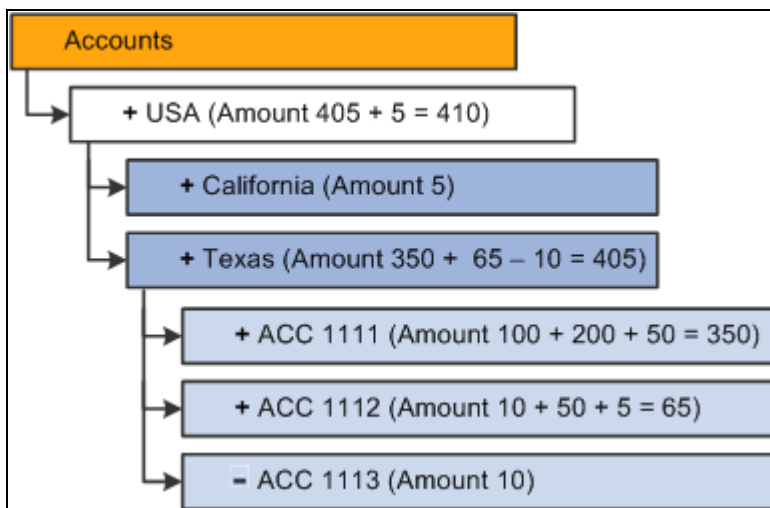 Accounts
+ USA (Amount 405 + 5 = 410)
+ California (Amount 5)
+ Texas (Amount 350 + 65 – 10 = 405)
+ ACC 1111 (Amount 100 + 200 + 50 = 350)
+ ACC 1112 (Amount 10 + 50 + 5 = 65)
- ACC 1113 (Amount 10)